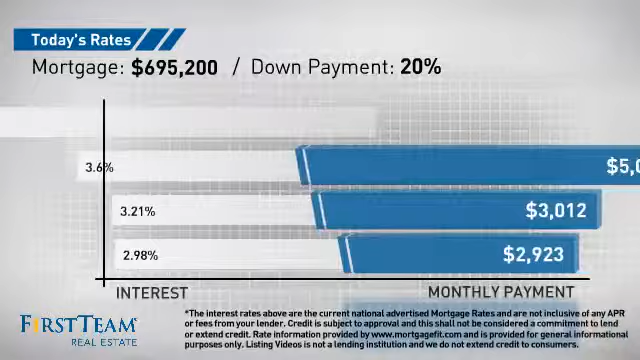 Today's Rates
Mortgage: $695,200 / Down Payment: 20%
3.6%
$5,0
3.21%
$3,012
2.98%
$2,923
INTEREST
MONTHLY PAYMENT
FIRSTTEAM®
REAL ESTATE
*The interest rates above are the current national advertised Mortgage Rates and are not inclusive of any APR
or fees from your lender. Credit is subject to approval and this shall not be considered a commitment to lend
or extend credit. Rate information provided by www.mortgagefit.com and is provided for general informational
purposes only. Listing Videos is not a lending institution and we do not extend credit to consumers.